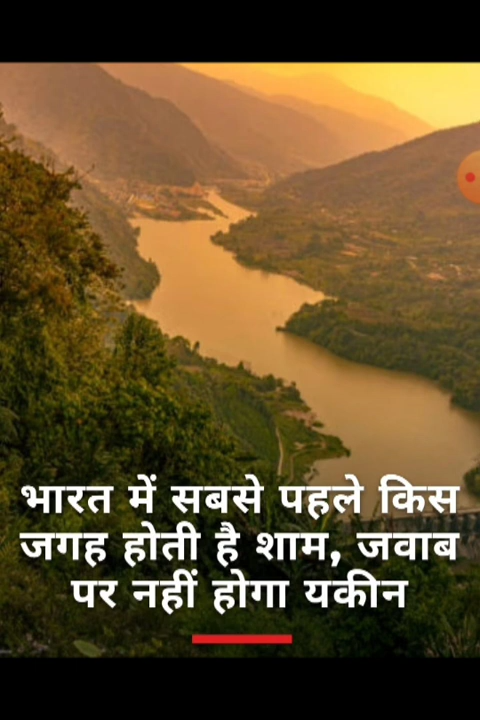 भारत में सबसे पहले किस
जगह होती है शाम, जवाब
पर नहीं होगा यकीन